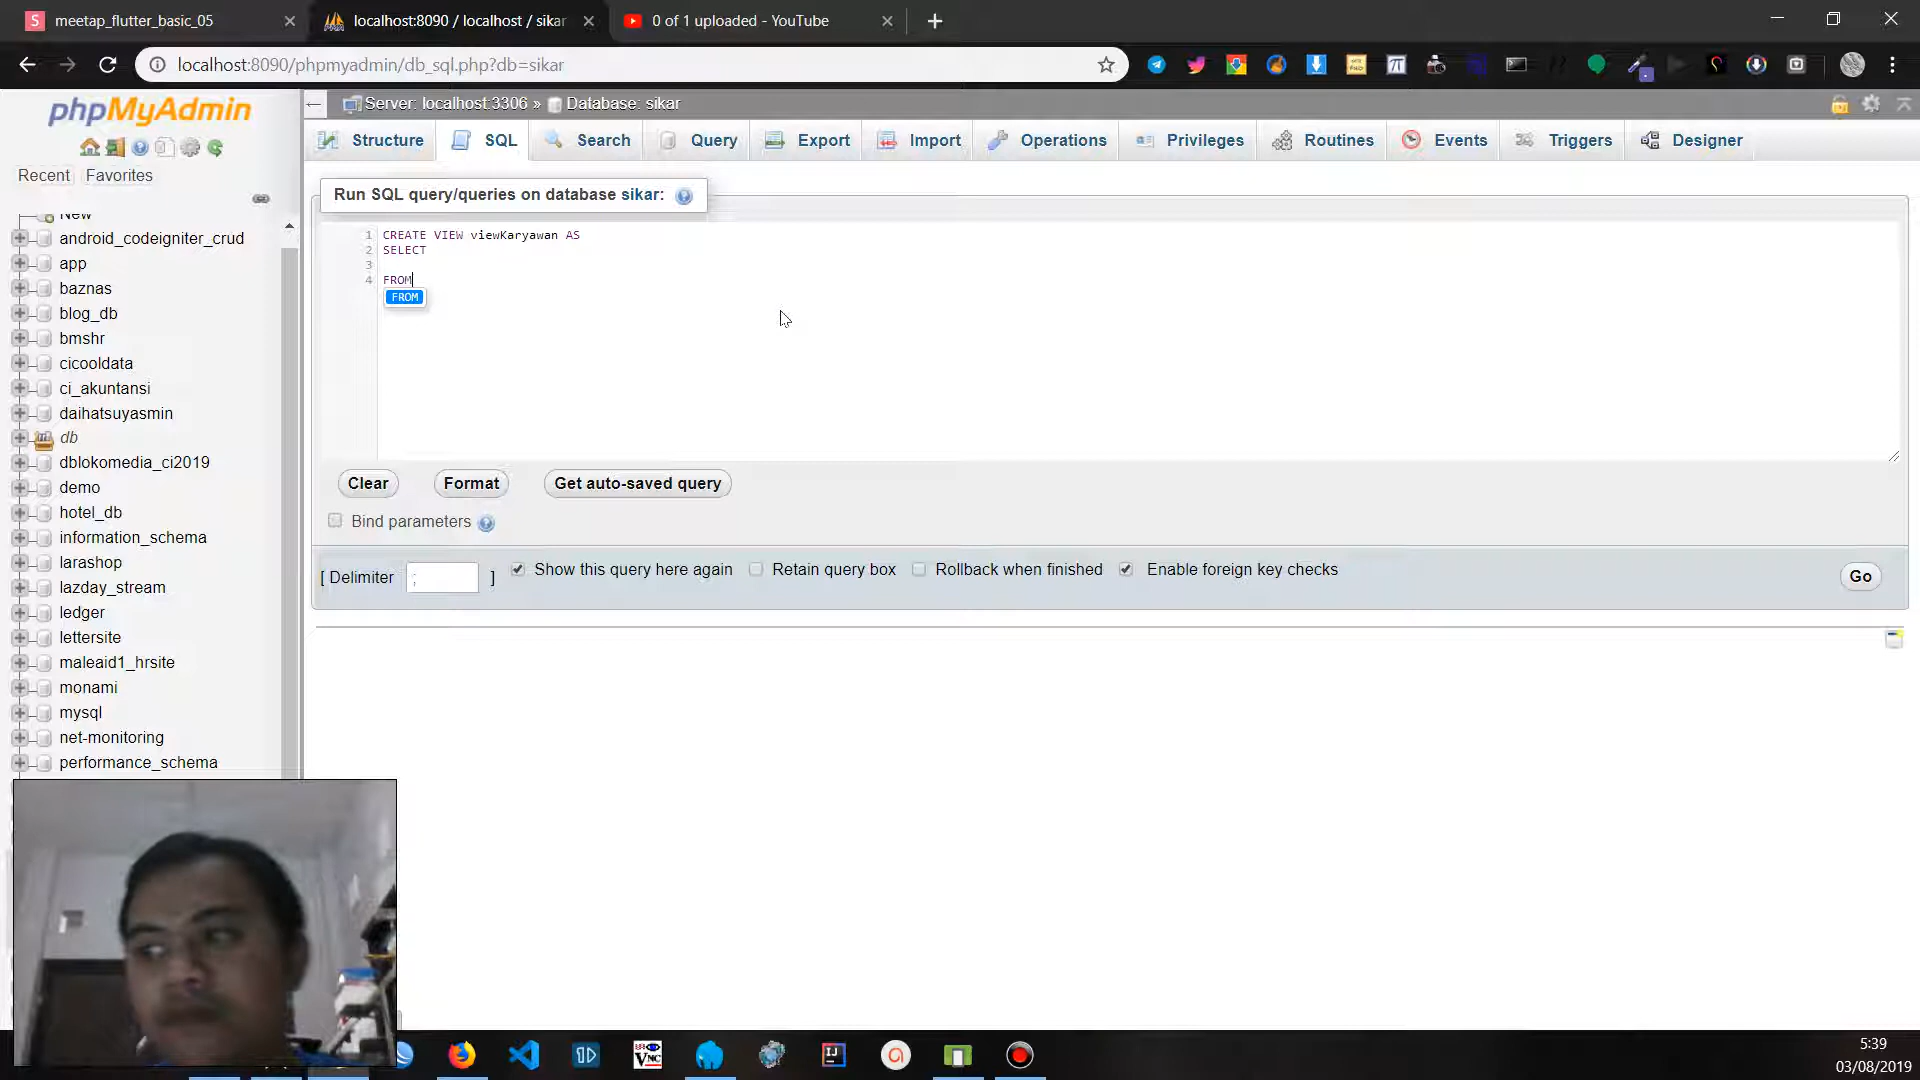 meetap_flutter_basic_05
localhost:8090 / localhost / sikar
0 of 1 uploaded - YouTube
localhost:8090/phpmyadmin/db_sql.php?db=sikar
phpMyAdmin
Recent
Favorites
New
android_codeigniter_crud
app
baznas
blog_db
bmshr
cicooldata
ci_akuntansi
daihatsuyasmin
db
dblokomedia_ci2019
demo
hotel_db
information_schema
larashop
lazday_stream
ledger
lettersite
maleaid1_hrsite
monami
mysql
net-monitoring
performance_schema
Server: localhost:3306 » Database: sikar
Structure
SQL
Search
Query
Export
Import
Operations
Privileges
Routines
Events
Triggers
Designer
Run SQL query/queries on database sikar:
1 CREATE VIEW viewKaryawan AS
2 SELECT
3
4 FROM
FROM
Clear
Format
Get auto-saved query
Bind parameters
[ Delimiter ; ]
Show this query here again
Retain query box
Rollback when finished
Enable foreign key checks
Go
5:39
03/08/2019